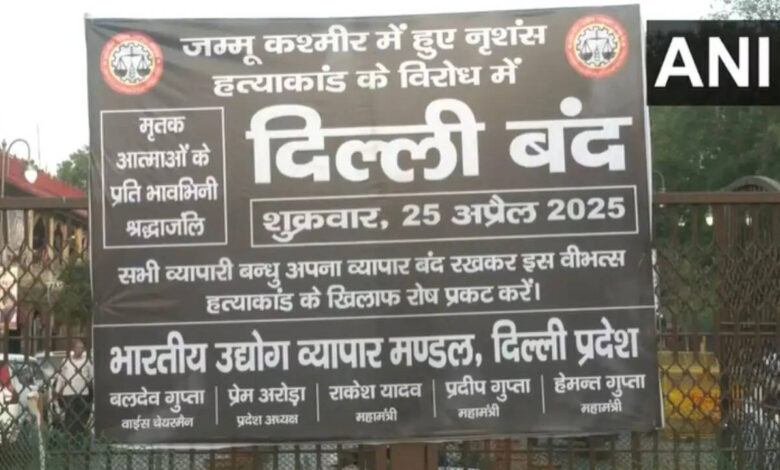 जम्मू कश्मीर में हुए नृशंस
हत्याकांड के विरोध में
ANI
मृतक
आत्माओं के
प्रति भावभिनी
श्रद्धाजंलि
दिल्ली बंद
शुक्रवार, 25 अप्रैल 2025
सभी व्यापारी बन्धु अपना व्यापार बंद रखकर इस वीभत्स
हत्याकांड के खिलाफ रोष प्रकट करें।
भारतीय उद्योग व्यापार मण्डल, दिल्ली प्रदेश
बलदेव गुप्ता
वाईस चेयरमैन
प्रेम अरोड़ा
प्रदेश अध्यक्ष
राकेश यादव
महामंत्री
प्रदीप गुप्ता
महामंत्री
हेमन्त गुप्ता
महामंत्री